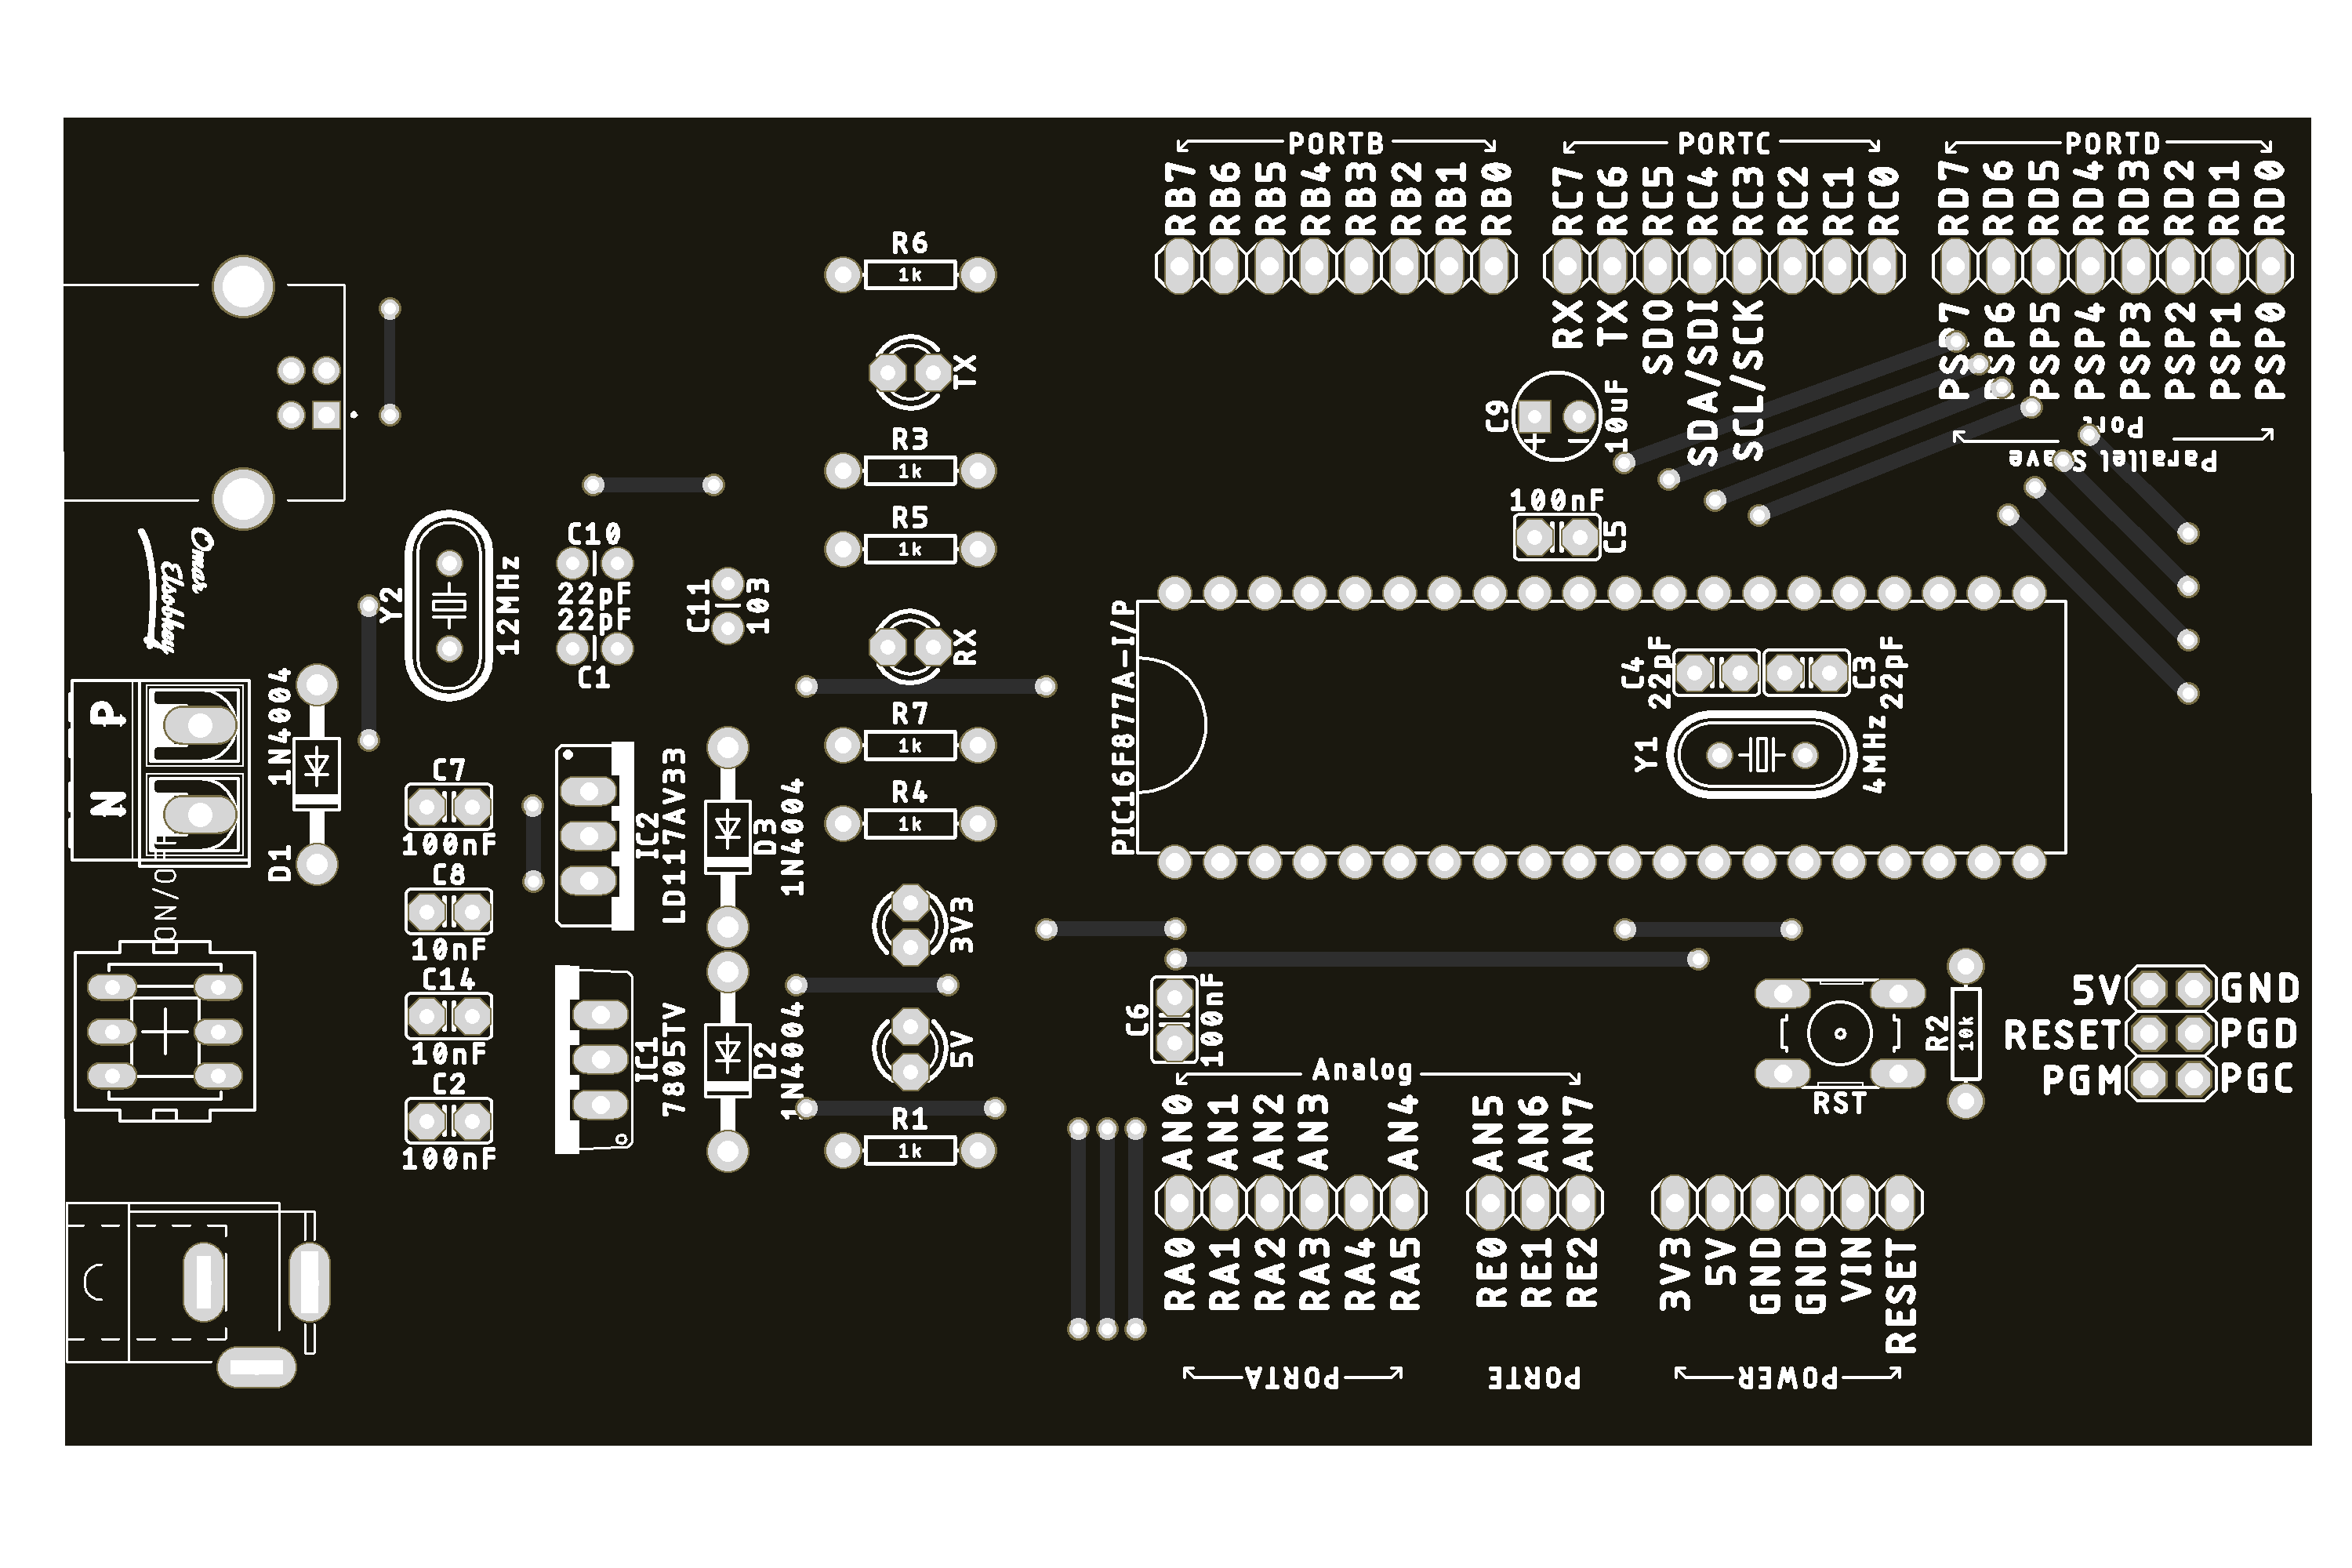 PORTB
PORTC
PORTD
RB7
RB6
RB5
RB4
RB3
RB2
RB1
RB0
RC7
RC6
RC5
RC4
RC3
RC2
RC1
RC0
RD7
RD6
RD5
RD4
RD3
RD2
RD1
RD0
RX
TX
SDO
SDA/SDI
SCL/SCK
PSP7
PSP6
PSP5
PSP4
PSP3
PSP2
PSP1
PSP0
Parallel Slave
Port
R6
1k
TX
R3
1k
R5
1k
RX
R7
1k
R4
1k
C9
10uF
100nF
C5
Omar
Elsobkey
Y2
12MHz
C10
22pF
22pF
C1
C11
103
P
N
1N4004
D1
ON/OFF
C7
100nF
C8
10nF
C14
10nF
C2
100nF
IC2
LD1117AV33
D3
1N4004
IC1
7805TV
D2
1N4004
3V3
5V
R1
1k
PIC16F877A-I/P
C4
22pF
C3
22pF
Y1
4MHz
C6
100nF
Analog
AN0
AN1
AN2
AN3
AN4
AN5
AN6
AN7
RA0
RA1
RA2
RA3
RA4
RA5
RE0
RE1
RE2
PORTA
PORTE
RST
R2
10k
5V
GND
RESET
PGD
PGM
PGC
3V3
5V
GND
GND
VIN
RESET
POWER